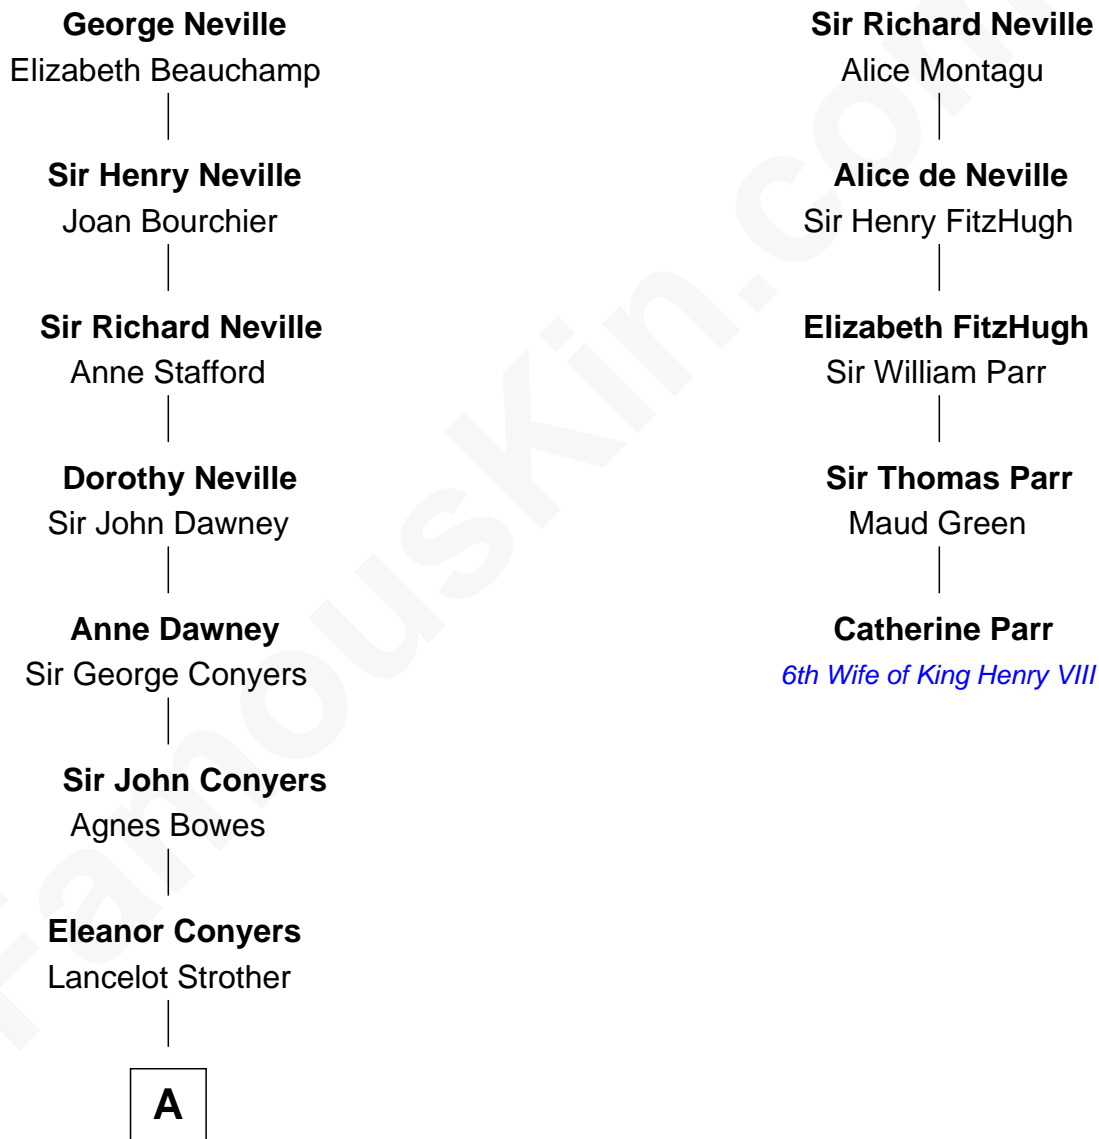 George Neville
Elizabeth Beauchamp
Sir Henry Neville
Joan Bourchier
Sir Richard Neville
Anne Stafford
Dorothy Neville
Sir John Dawney
Anne Dawney
Sir George Conyers
Sir John Conyers
Agnes Bowes
Eleanor Conyers
Lancelot Strother
A
Sir Richard Neville
Alice Montagu
Alice de Neville
Sir Henry FitzHugh
Elizabeth FitzHugh
Sir William Parr
Sir Thomas Parr
Maud Green
Catherine Parr
6th Wife of King Henry VIII
FamousKin.com